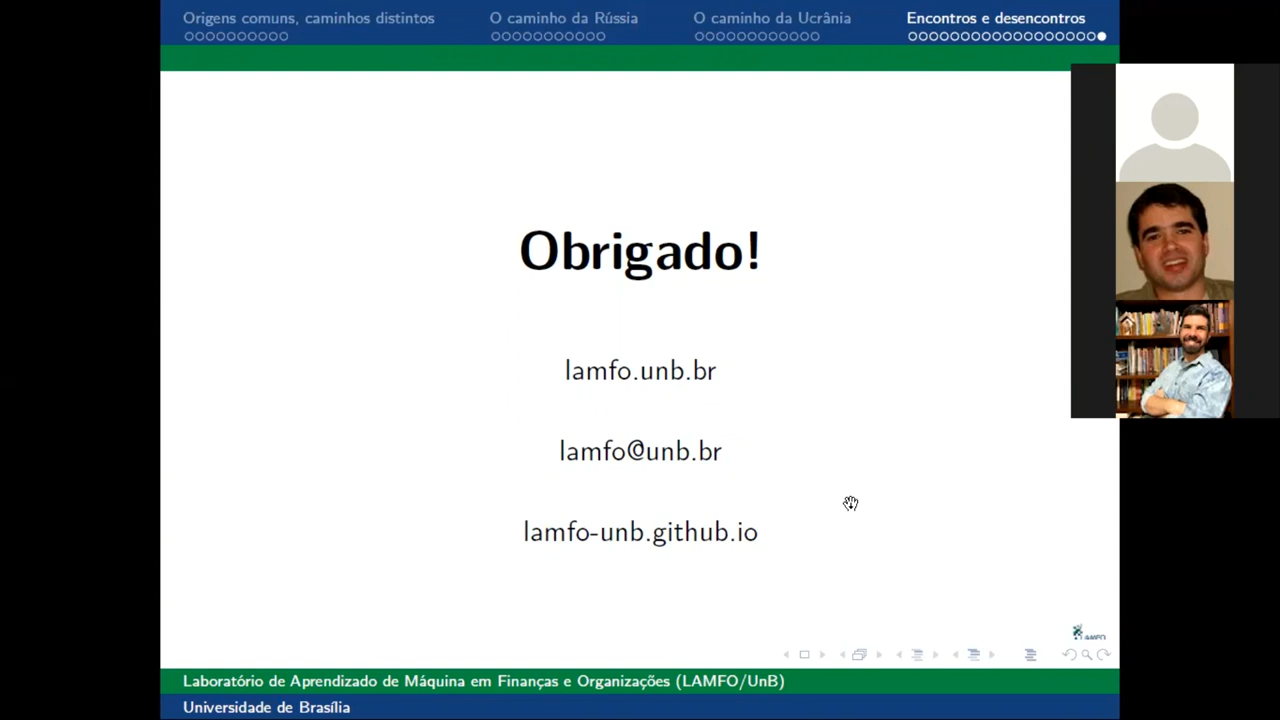 Origens comuns, caminhos distintos
O caminho da Rússia
O caminho da Ucrânia
Encontros e desencontros
Obrigado!
lamfo.unb.br
lamfo@unb.br
lamfo-unb.github.io
LAMFO
Laboratório de Aprendizado de Máquina em Finanças e Organizações (LAMFO/UnB)
Universidade de Brasília